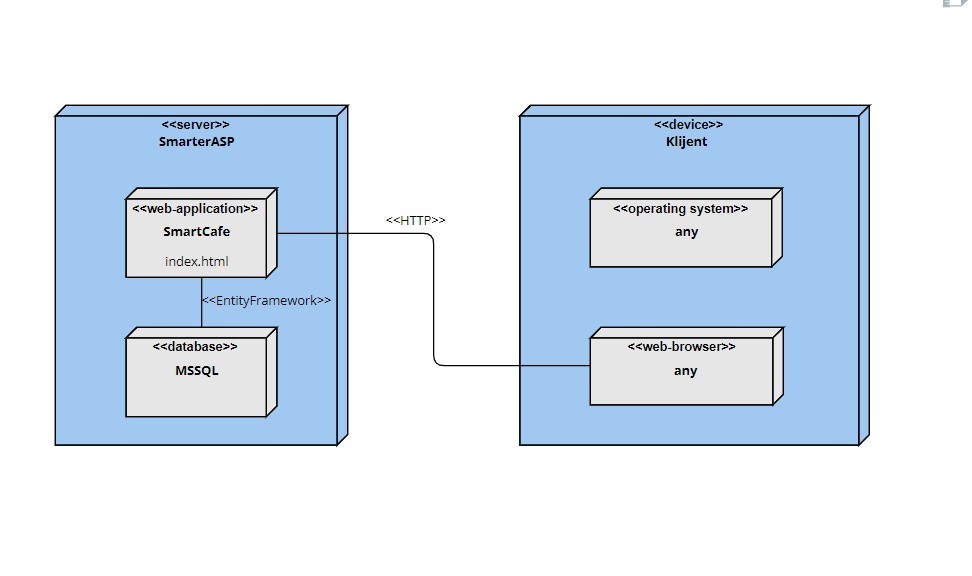 <<server>>
SmarterASP
<<web-application>>
SmartCafe
index.html
<<EntityFramework>>
<<database>>
MSSQL
<<HTTP>>
<<device>>
Klijent
<<operating system>>
any
<<web-browser>>
any